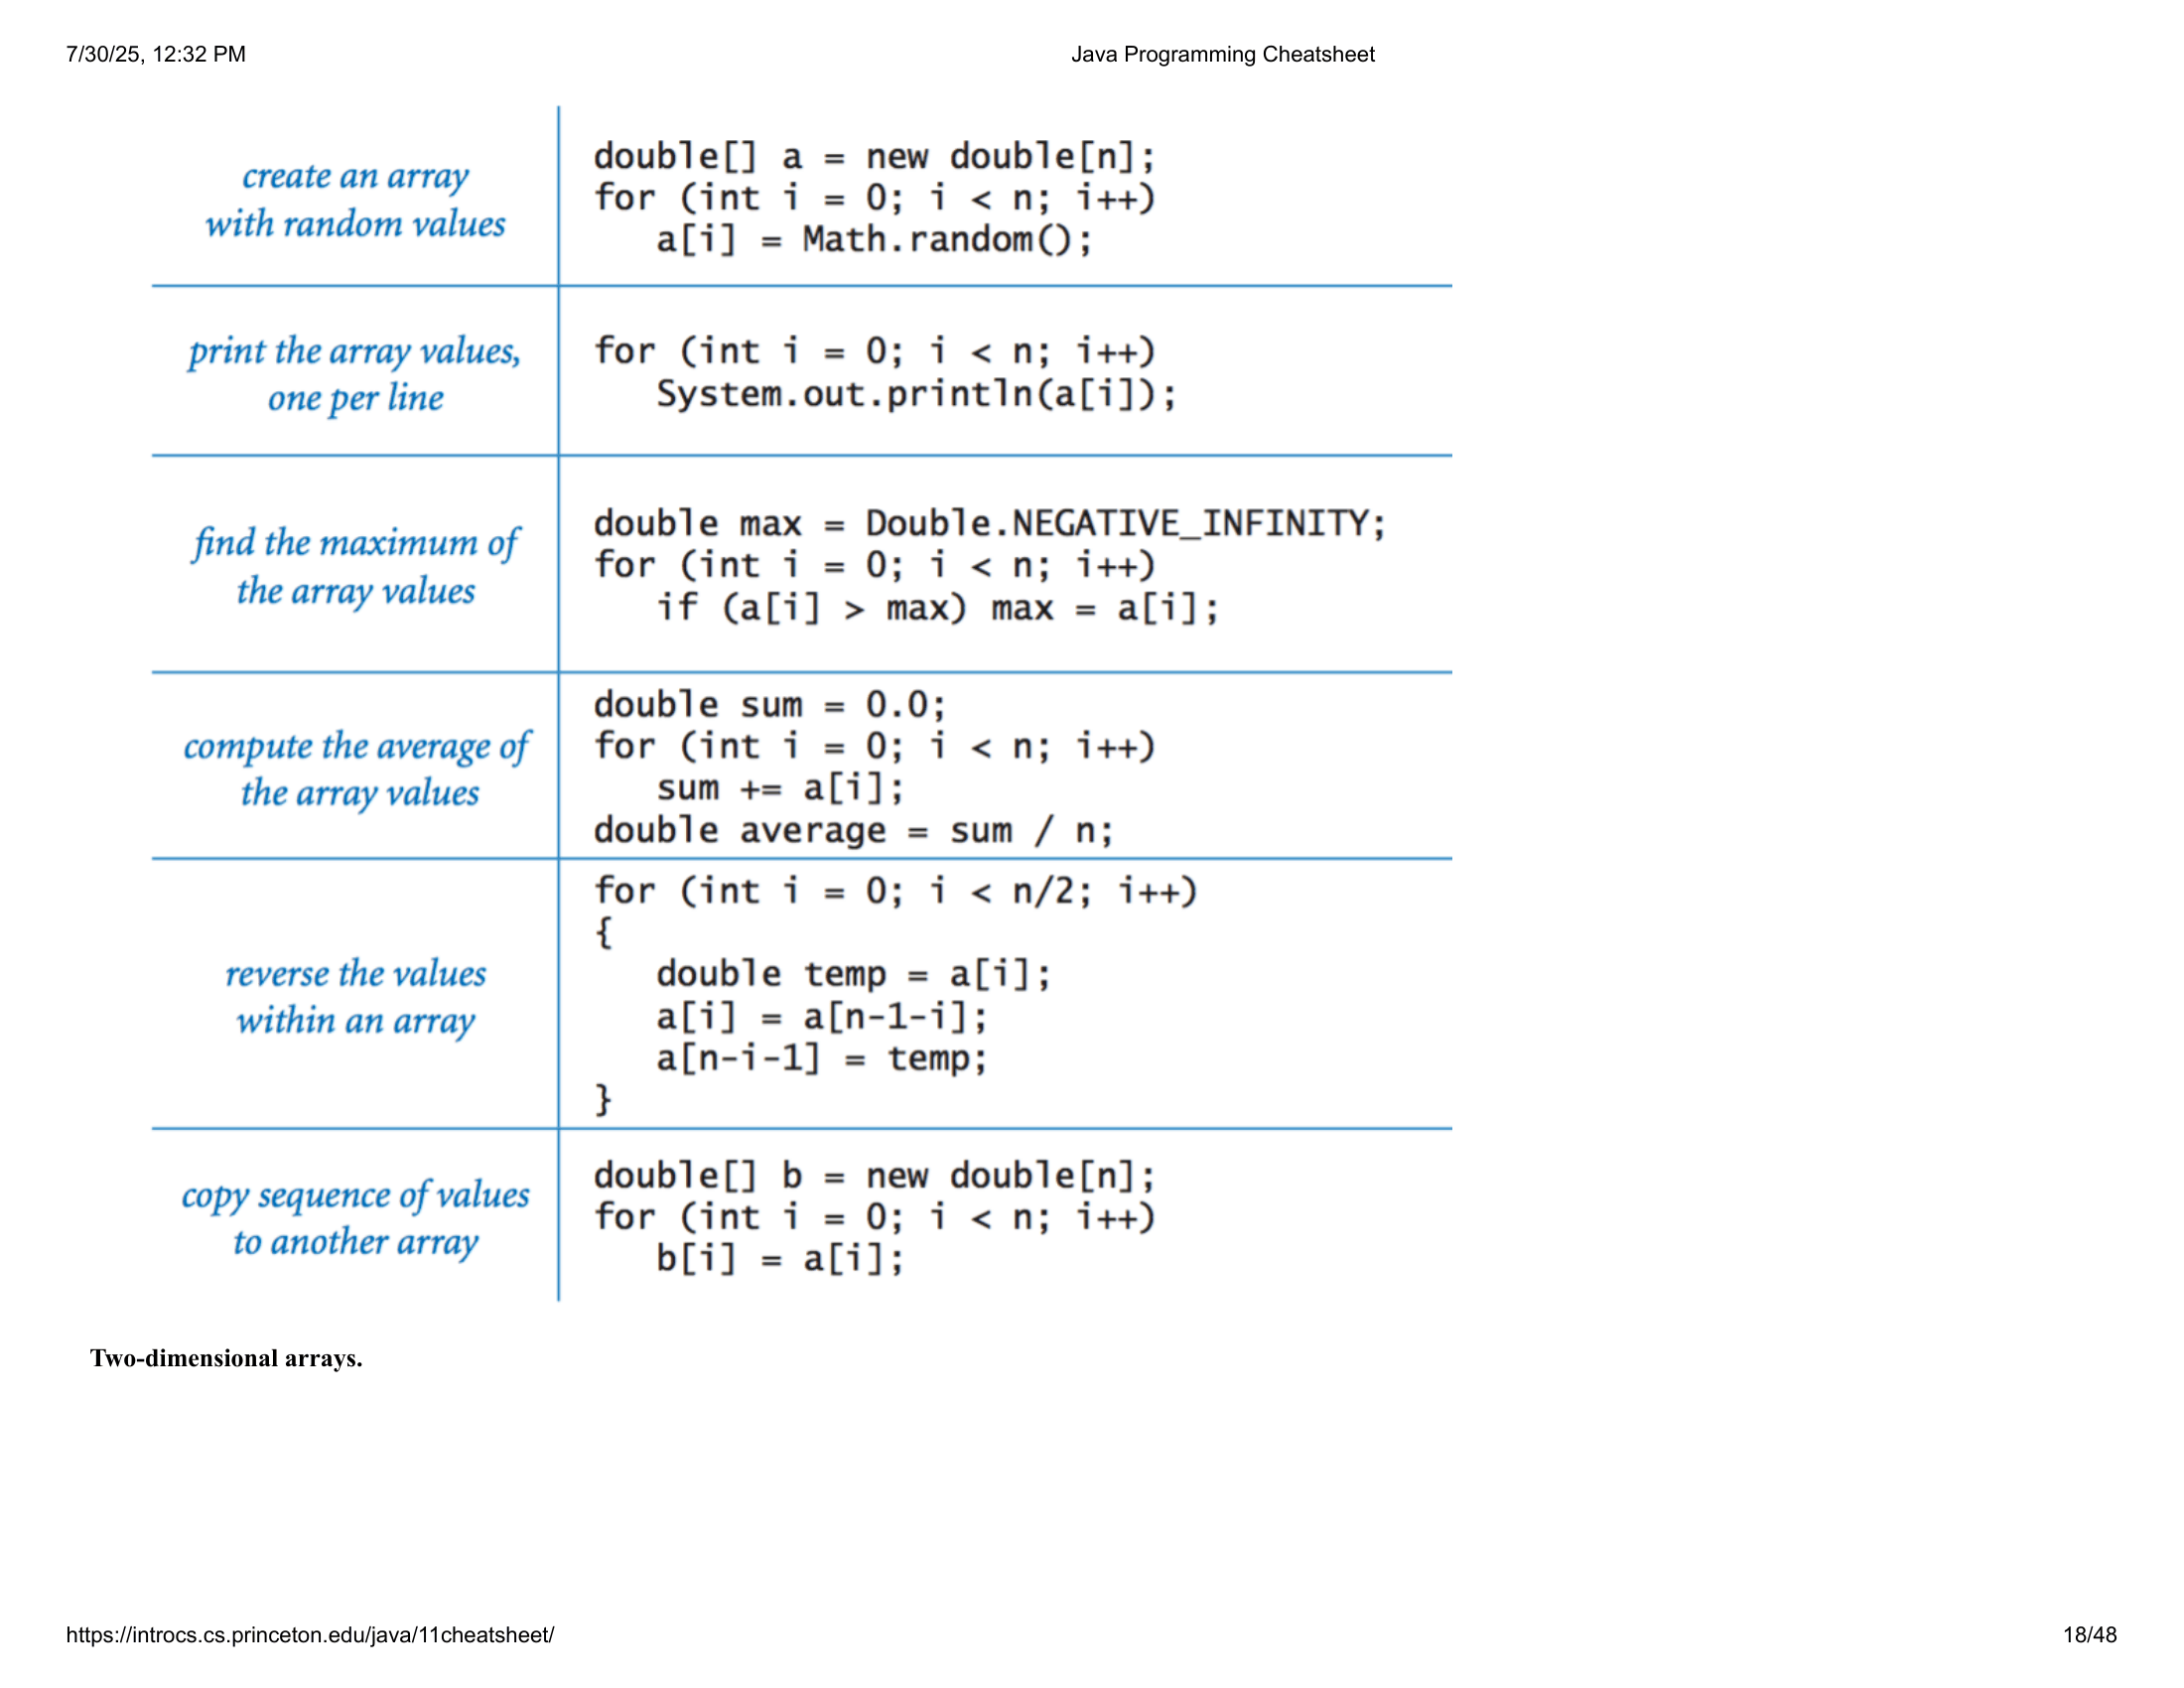 7/30/25, 12:32 PM
Java Programming Cheatsheet
create an array
with random values
double[] a = new double[n];
for (int i = 0; i < n; i++)
   a[i] = Math.random();
print the array values,
one per line
for (int i = 0; i < n; i++)
   System.out.println(a[i]);
find the maximum of
the array values
double max = Double.NEGATIVE_INFINITY;
for (int i = 0; i < n; i++)
   if (a[i] > max) max = a[i];
compute the average of
the array values
double sum = 0.0;
for (int i = 0; i < n; i++)
   sum += a[i];
double average = sum / n;
reverse the values
within an array
for (int i = 0; i < n/2; i++)
{
   double temp = a[i];
   a[i] = a[n-1-i];
   a[n-i-1] = temp;
}
copy sequence of values
to another array
double[] b = new double[n];
for (int i = 0; i < n; i++)
   b[i] = a[i];
Two-dimensional arrays.
https://introcs.cs.princeton.edu/java/11cheatsheet/
18/48